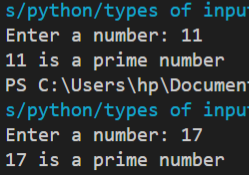 s/python/types of input
Enter a number: 11
11 is a prime number
PS C:\Users\hp\Document
s/python/types of input
Enter a number: 17
17 is a prime number